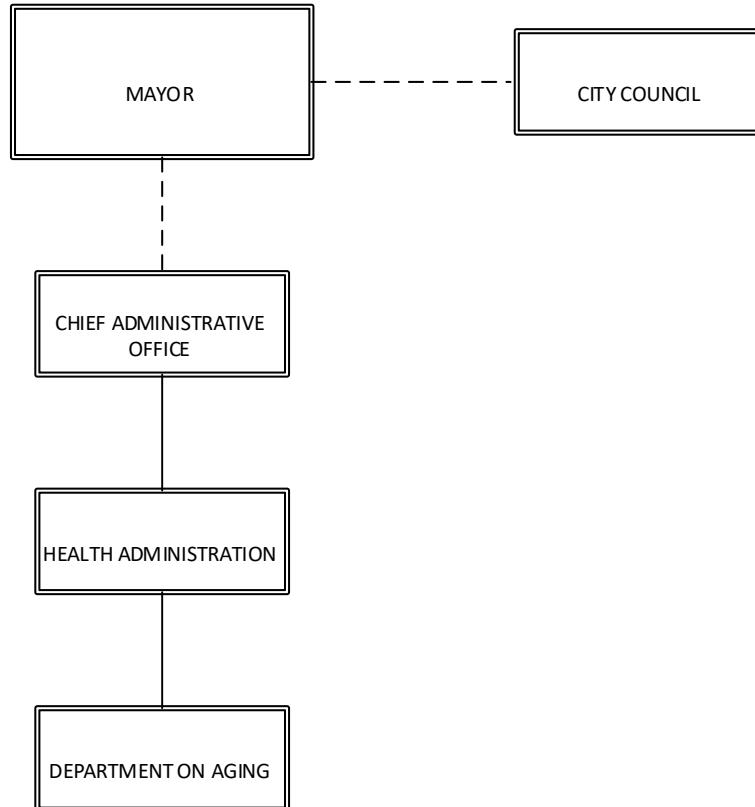 MAYOR
CITY COUNCIL
CHIEF ADMINISTRATIVE
OFFICE
HEALTH ADMINISTRATION
DEPARTMENT ON AGING